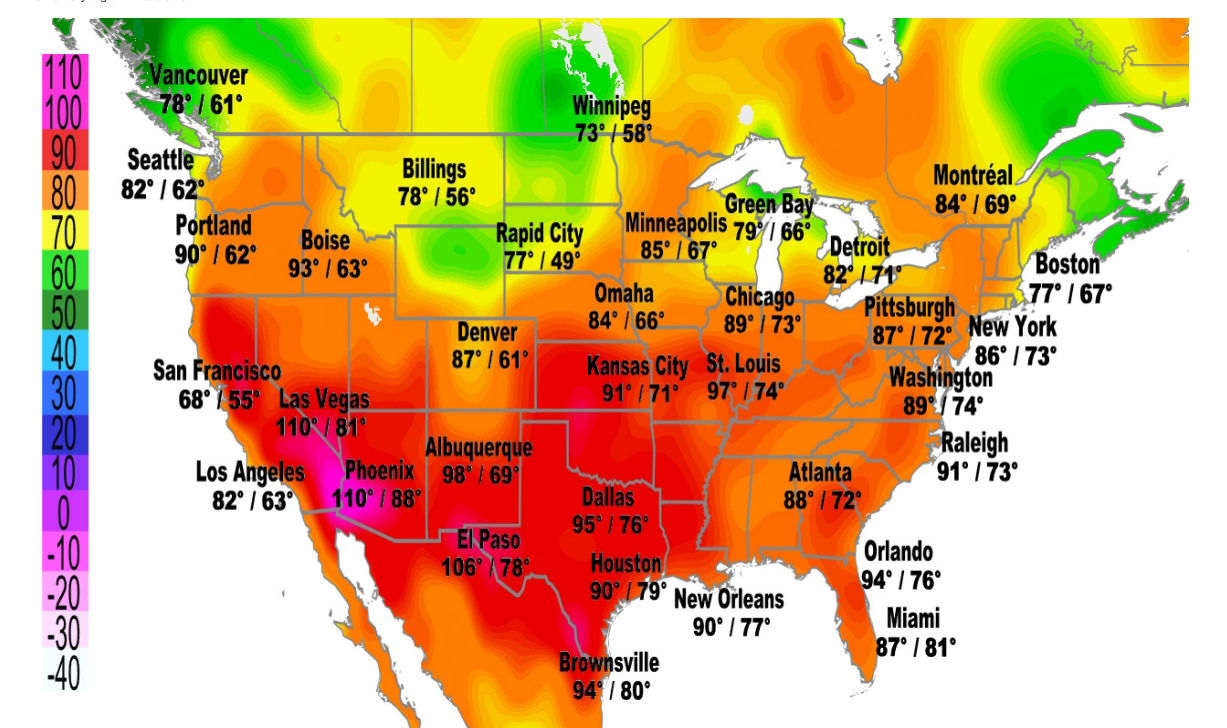 110
100
90
80
70
60
50
40
30
20
10
0
-10
-20
-30
-40
Vancouver
78° / 61°
Winnipeg
73° / 58°
Seattle
82° / 62°
Billings
78° / 56°
Montréal
84° / 69°
Portland
90° / 62°
Boise
93° / 63°
Rapid City
77° / 49°
Minneapolis
85° / 67°
Green Bay
79° / 66°
Detroit
82° / 71°
Boston
77° / 67°
Omaha
84° / 66°
Chicago
89° / 73°
Pittsburgh
87° / 72°
New York
86° / 73°
Denver
87° / 61°
San Francisco
68° / 55°
Las Vegas
110° / 81°
Kansas City
91° / 71°
St. Louis
97° / 74°
Washington
89° / 74°
Albuquerque
98° / 69°
Raleigh
91° / 73°
Los Angeles
82° / 63°
Phoenix
110° / 88°
Atlanta
88° / 72°
Dallas
95° / 76°
El Paso
106° / 78°
Houston
90° / 79°
Orlando
94° / 76°
New Orleans
90° / 77°
Miami
87° / 81°
Brownsville
94° / 80°